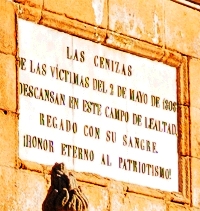 LAS CENIZAS
DE LAS VÍCTIMAS DEL 2 DE MAYO DE 1808
DESCANSAN EN ESTE CAMPO DE LEALTAD,
REGADO CON SU SANGRE.
¡HONOR ETERNO AL PATRIOTISMO!